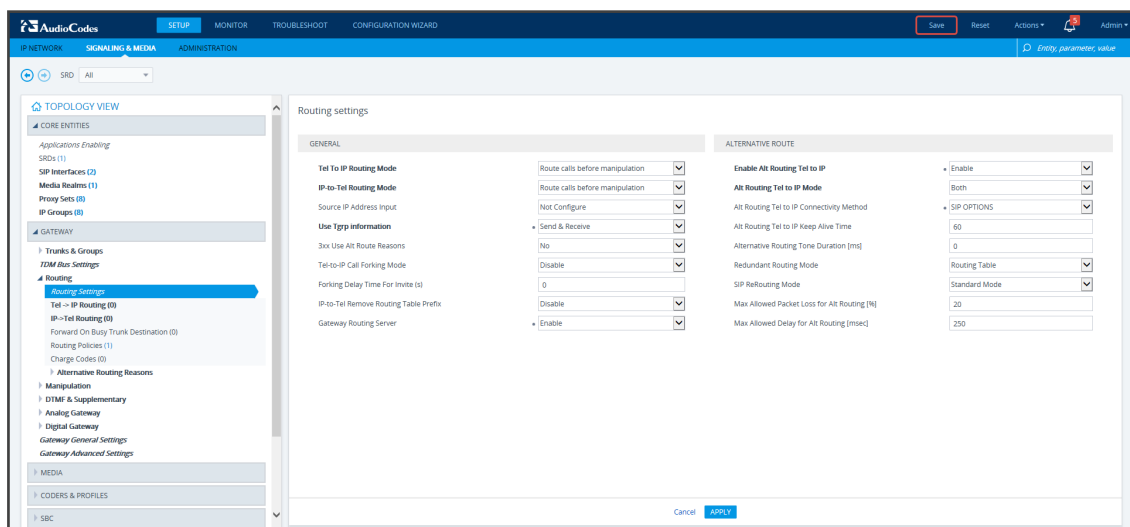 AudioCodes SETUP MONITOR TROUBLESHOOT CONFIGURATION WIZARD Save Reset Actions 5 Admin
IP NETWORK SIGNALING & MEDIA ADMINISTRATION Entity, parameter, value
SRD All
TOPOLOGY VIEW
CORE ENTITIES
Applications Enabling
SRDs (1)
SIP Interfaces (2)
Media Realms (1)
Proxy Sets (8)
IP Groups (8)
GATEWAY
Trunks & Groups
TDM Bus Settings
Routing
Routing Settings
Tel -> IP Routing (0)
IP->Tel Routing (0)
Forward On Busy Trunk Destination (0)
Routing Policies (1)
Charge Codes (0)
Alternative Routing Reasons
Manipulation
DTMF & Supplementary
Analog Gateway
Digital Gateway
Gateway General Settings
Gateway Advanced Settings
MEDIA
CODERS & PROFILES
SBC
Routing settings
GENERAL
Tel To IP Routing Mode Route calls before manipulation
IP-to-Tel Routing Mode Route calls before manipulation
Source IP Address Input Not Configure
Use Tgrp information Send & Receive
3xx Use Alt Route Reasons No
Tel-to-IP Call Forking Mode Disable
Forking Delay Time For Invite (s) 0
IP-to-Tel Remove Routing Table Prefix Disable
Gateway Routing Server Enable
ALTERNATIVE ROUTE
Enable Alt Routing Tel to IP Enable
Alt Routing Tel to IP Mode Both
Alt Routing Tel to IP Connectivity Method SIP OPTIONS
Alt Routing Tel to IP Keep Alive Time 60
Alternative Routing Tone Duration [ms] 0
Redundant Routing Mode Routing Table
SIP ReRouting Mode Standard Mode
Max Allowed Packet Loss for Alt Routing [%] 20
Max Allowed Delay for Alt Routing [msec] 250
Cancel APPLY